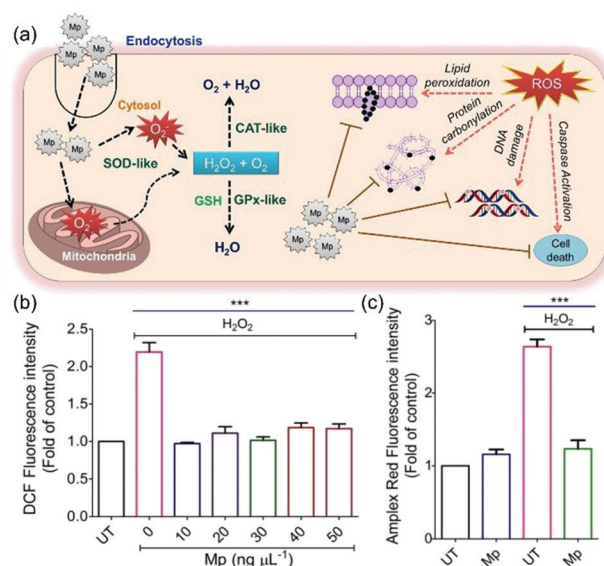 (a)
Mp
Mp
Mp
Mp
Endocytosis
Mp
Mp
Cytosol
O₂
SOD-like
O₂
Mitochondria
O₂ + H₂O
CAT-like
H₂O₂ + O₂
GSH
GPx-like
H₂O
Mp
Mp
Mp
Mp
Lipid
peroxidation
Protein
carbonylation
DNA
damage
Caspase Activation
ROS
Cell
death
(b)
***
H₂O₂
DCF Fluorescence intensity
(Fold of control)
2.5
2.0
1.5
1.0
0.5
0.0
UT
0
10
20
30
40
50
Mp (ng µL⁻¹)
(c)
***
H₂O₂
Amplex Red Fluorescence intensity
(Fold of control)
3
2
1
0
UT
Mp
UT
Mp